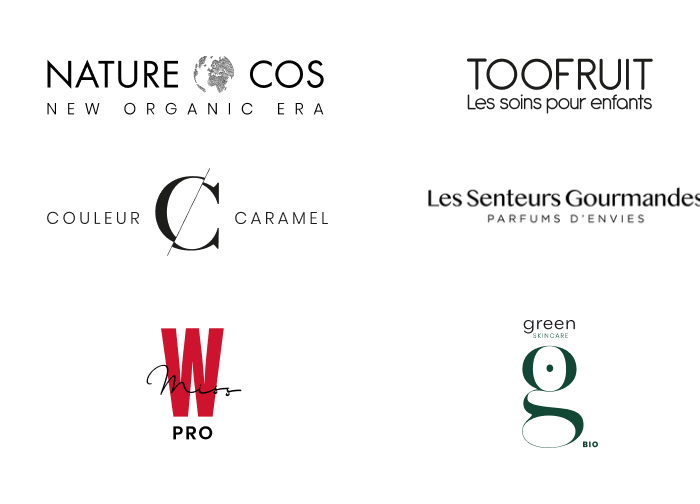 NATURE COS
NEW ORGANIC ERA
TOOFRUIT
Les soins pour enfants
COULEUR C CARAMEL
Les Senteurs Gourmandes
PARFUMS D'ENVIES
W
Miss
PRO
green
SKINCARE
g
BIO